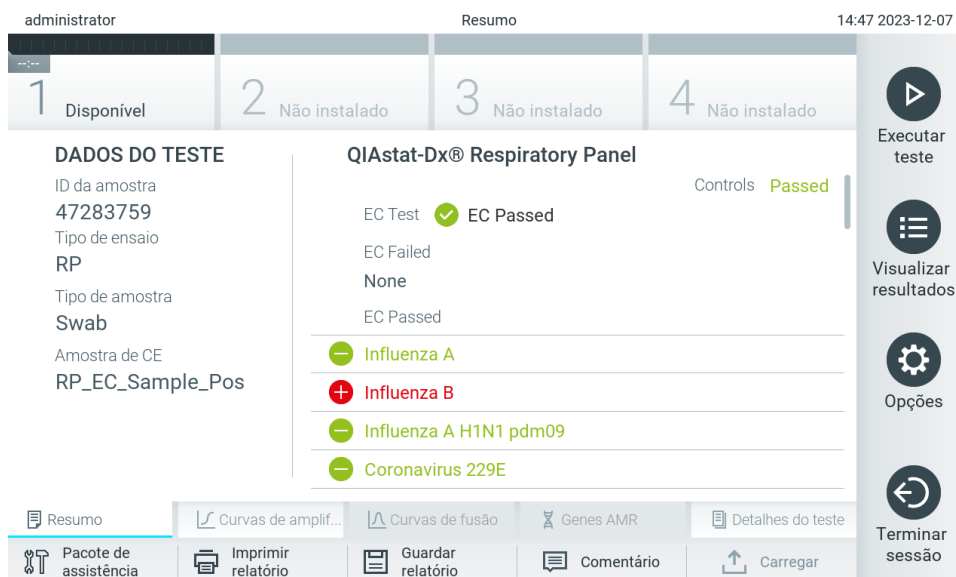 administrator
Resumo
14:47 2023-12-07
--:--
1 Disponível
2 Não instalado
3 Não instalado
4 Não instalado
DADOS DO TESTE
ID da amostra
47283759
Tipo de ensaio
RP
Tipo de amostra
Swab
Amostra de CE
RP_EC_Sample_Pos
QIAstat-Dx® Respiratory Panel
Controls Passed
EC Test EC Passed
EC Failed
None
EC Passed
Influenza A
Influenza B
Influenza A H1N1 pdm09
Coronavirus 229E
Executar
teste
Visualizar
resultados
Opções
Terminar
sessão
Resumo
Curvas de amplif...
Curvas de fusão
Genes AMR
Detalhes do teste
Pacote de
assistência
Imprimir
relatório
Guardar
relatório
Comentário
Carregar